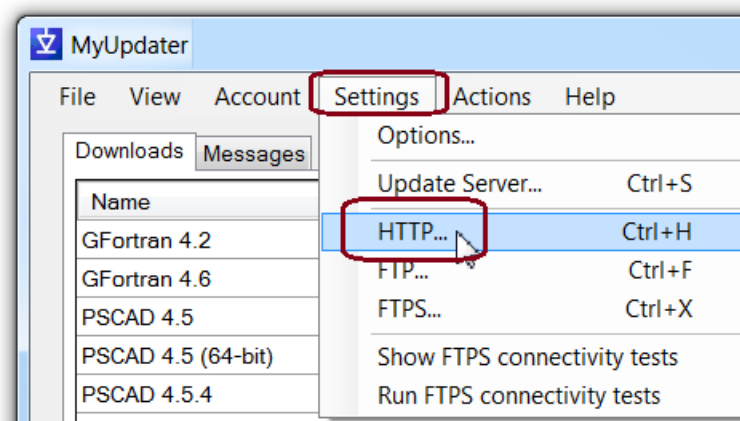 MyUpdater
File View Account Settings Actions Help
Downloads Messages
Name
GFortran 4.2
GFortran 4.6
PSCAD 4.5
PSCAD 4.5 (64-bit)
PSCAD 4.5.4
Options...
Update Server... Ctrl+S
HTTP... Ctrl+H
FTP... Ctrl+F
FTPS... Ctrl+X
Show FTPS connectivity tests
Run FTPS connectivity tests